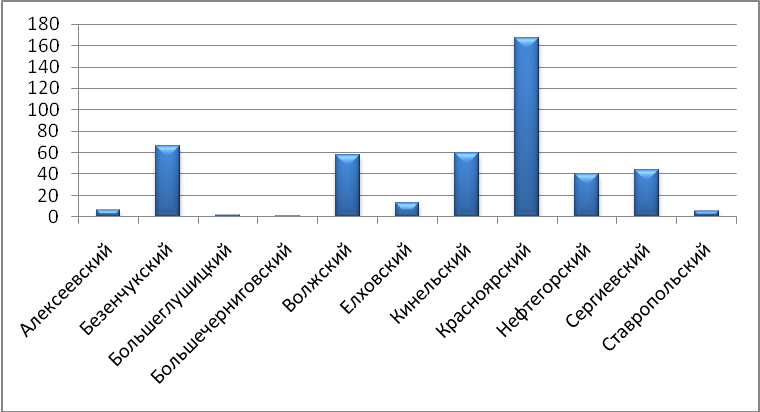 180
160
140
120
100
80
60
40
20
0
Алексеевский
Безенчукский
Большеглушицкий
Большечерниговский
Волжский
Елховский
Кинельский
Красноярский
Нефтегорский
Сергиевский
Ставропольский